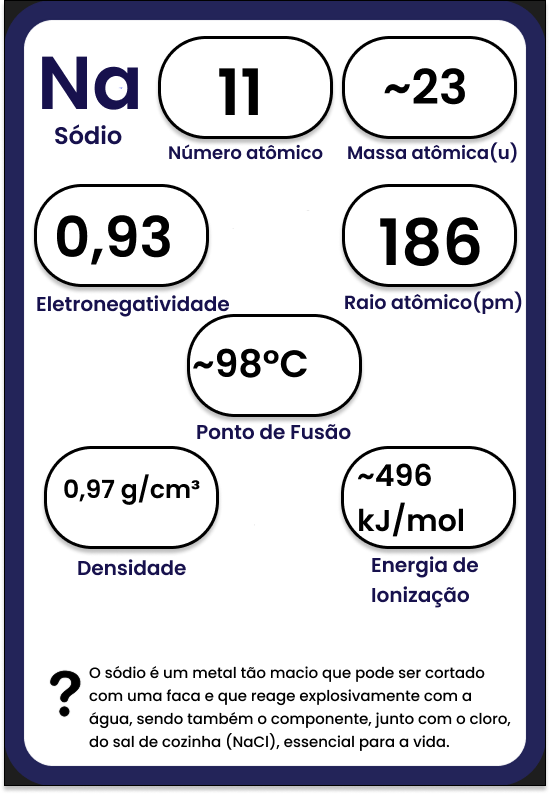 Na
Sódio
11
Número atômico
~23
Massa atômica(u)
0,93
Eletronegatividade
186
Raio atômico(pm)
~98°C
Ponto de Fusão
0,97 g/cm³
Densidade
~496
kJ/mol
Energia de
Ionização
?
O sódio é um metal tão macio que pode ser cortado
com uma faca e que reage explosivamente com a
água, sendo também o componente, junto com o cloro,
do sal de cozinha (NaCl), essencial para a vida.